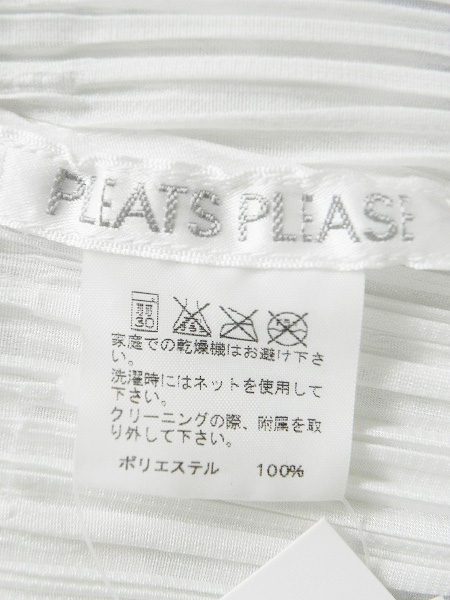 PLEATS PLEASE
弱
30
家庭での乾燥機はお避け下さ
い。
洗濯時にはネットを使用して
下さい。
クリーニングの際、附属を取
り外して下さい。
ポリエステル 100%